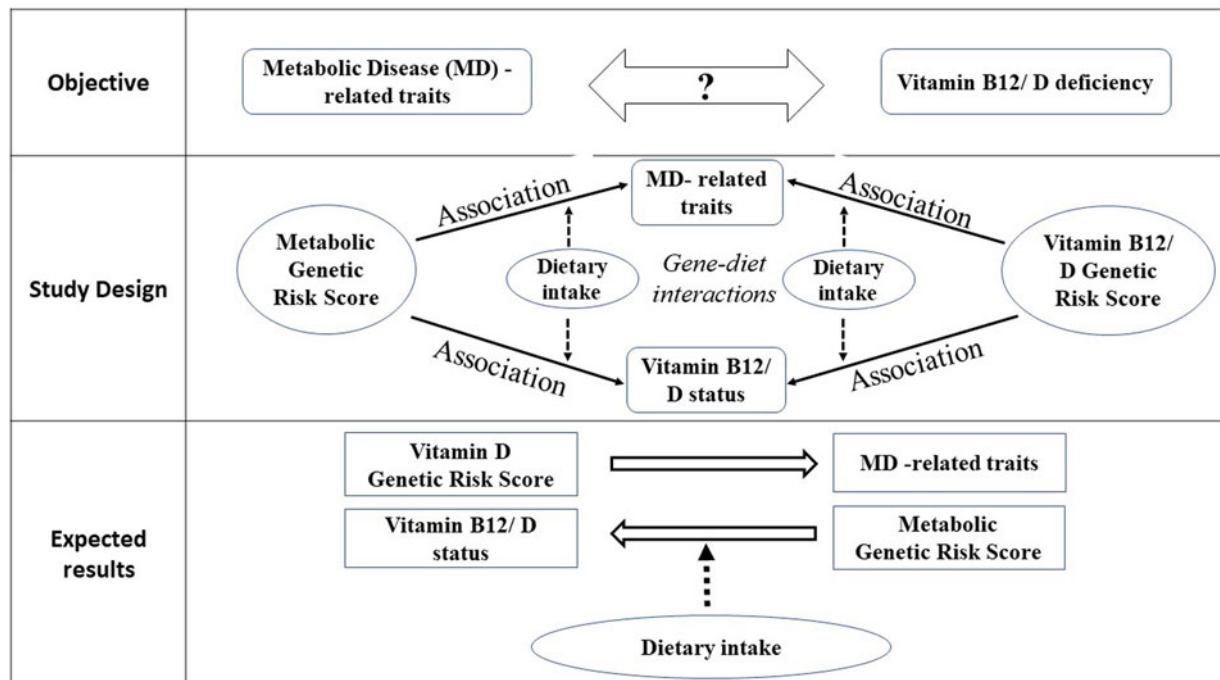 Objective
Metabolic Disease (MD) -
related traits
?
Vitamin B12/ D deficiency
Study Design
Metabolic
Genetic
Risk Score
Association
Association
MD- related
traits
Dietary
intake
Gene-diet
interactions
Dietary
intake
Vitamin B12/
D status
Association
Association
Vitamin B12/
D Genetic
Risk Score
Expected
results
Vitamin D
Genetic Risk Score
MD -related traits
Vitamin B12/ D
status
Metabolic
Genetic Risk Score
Dietary intake